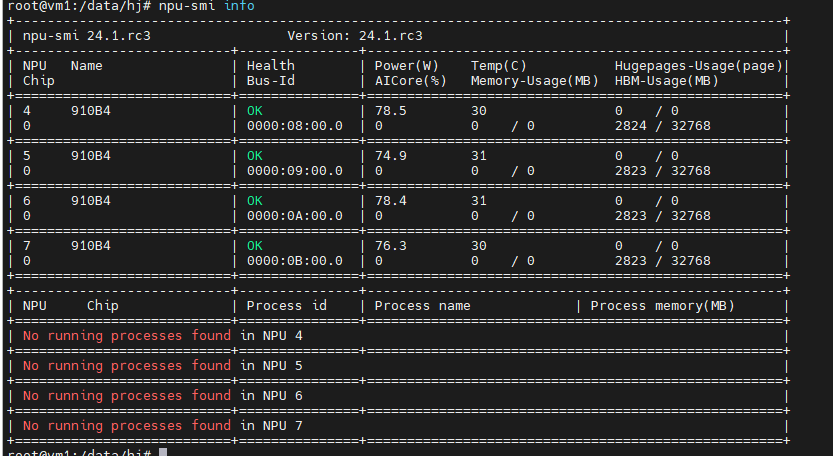 root@vm1:/data/hj# npu-smi info
+------------------------------------------------------------------------------------------------+
| npu-smi 24.1.rc3                 Version: 24.1.rc3                                             |
+---------------------------+---------------+----------------------------------------------------+
| NPU   Name                | Health        | Power(W)    Temp(C)           Hugepages-Usage(page)|
| Chip                      | Bus-Id        | AICore(%)   Memory-Usage(MB)  HBM-Usage(MB)        |
+===========================+===============+====================================================+
| 4     910B4               | OK            | 78.5        30                0    / 0             |
| 0                         | 0000:08:00.0  | 0           0    / 0          2824 / 32768         |
+===========================+===============+====================================================+
| 5     910B4               | OK            | 74.9        31                0    / 0             |
| 0                         | 0000:09:00.0  | 0           0    / 0          2823 / 32768         |
+===========================+===============+====================================================+
| 6     910B4               | OK            | 78.4        31                0    / 0             |
| 0                         | 0000:0A:00.0  | 0           0    / 0          2823 / 32768         |
+===========================+===============+====================================================+
| 7     910B4               | OK            | 76.3        30                0    / 0             |
| 0                         | 0000:0B:00.0  | 0           0    / 0          2823 / 32768         |
+===========================+===============+====================================================+
+---------------------------+---------------+----------------------------------------------------+
| NPU     Chip              | Process id    | Process name             | Process memory(MB)      |
+===========================+===============+====================================================+
| No running processes found in NPU 4                                                            |
+===========================+===============+====================================================+
| No running processes found in NPU 5                                                            |
+===========================+===============+====================================================+
| No running processes found in NPU 6                                                            |
+===========================+===============+====================================================+
| No running processes found in NPU 7                                                            |
+===========================+===============+====================================================+
root@vm1:/data/hj#